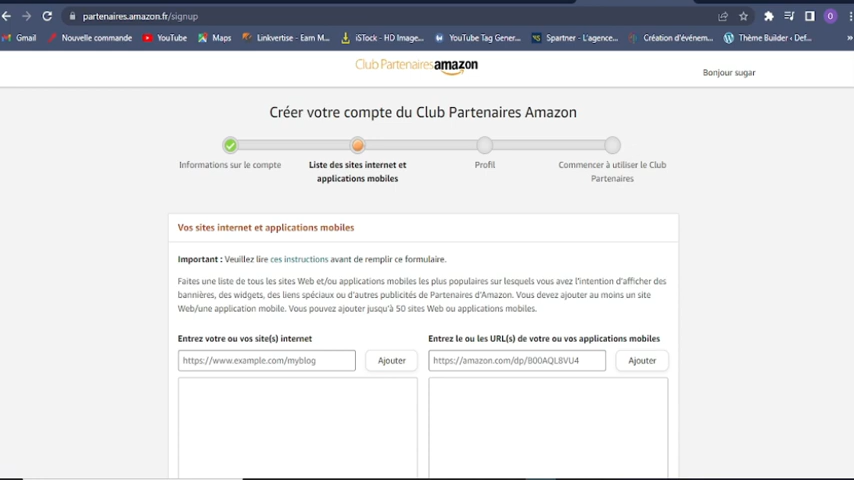 partenaires.amazon.fr/signup
O
Gmail
Nouvelle commande
YouTube
Maps
Linkvertise - Earn M...
iStock - HD Image...
YouTube Tag Gener...
Spartner - L'agence...
Création d'événem...
Thème Builder ‹ Def...
»
Club Partenaires amazon
Bonjour sugar
Créer votre compte du Club Partenaires Amazon
Informations sur le compte
Liste des sites internet et
applications mobiles
Profil
Commencer à utiliser le Club
Partenaires
Vos sites internet et applications mobiles
Important : Veuillez lire ces instructions avant de remplir ce formulaire.
Faites une liste de tous les sites Web et/ou applications mobiles les plus populaires sur lesquels vous avez l'intention d'afficher des
bannières, des widgets, des liens spéciaux ou d'autres publicités de Partenaires d'Amazon. Vous devez ajouter au moins un site
Web/une application mobile. Vous pouvez ajouter jusqu'à 50 sites Web ou applications mobiles.
Entrez votre ou vos site(s) internet
Entrez le ou les URL(s) de votre ou vos applications mobiles
https://www.example.com/myblog
Ajouter
https://amazon.com/dp/B00AQL8VU4
Ajouter